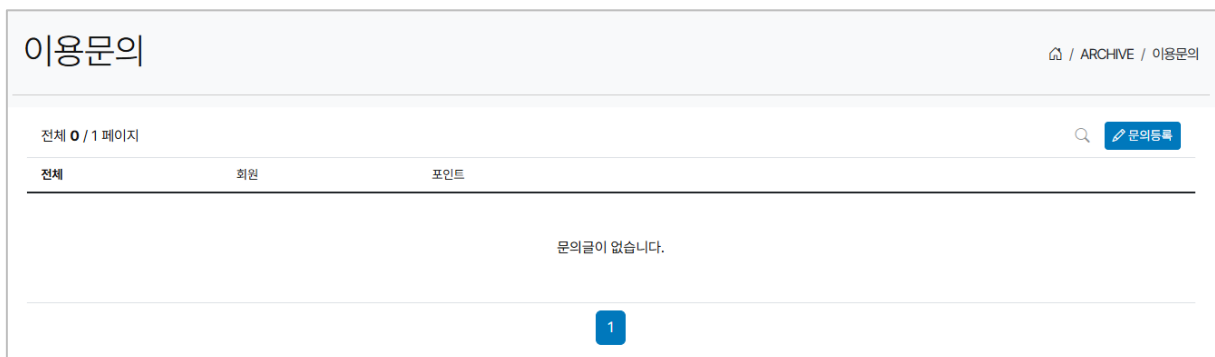 이용문의
/ ARCHIVE / 이용문의
전체 0 / 1 페이지
문의등록
전체 회원 포인트
문의글이 없습니다.
1